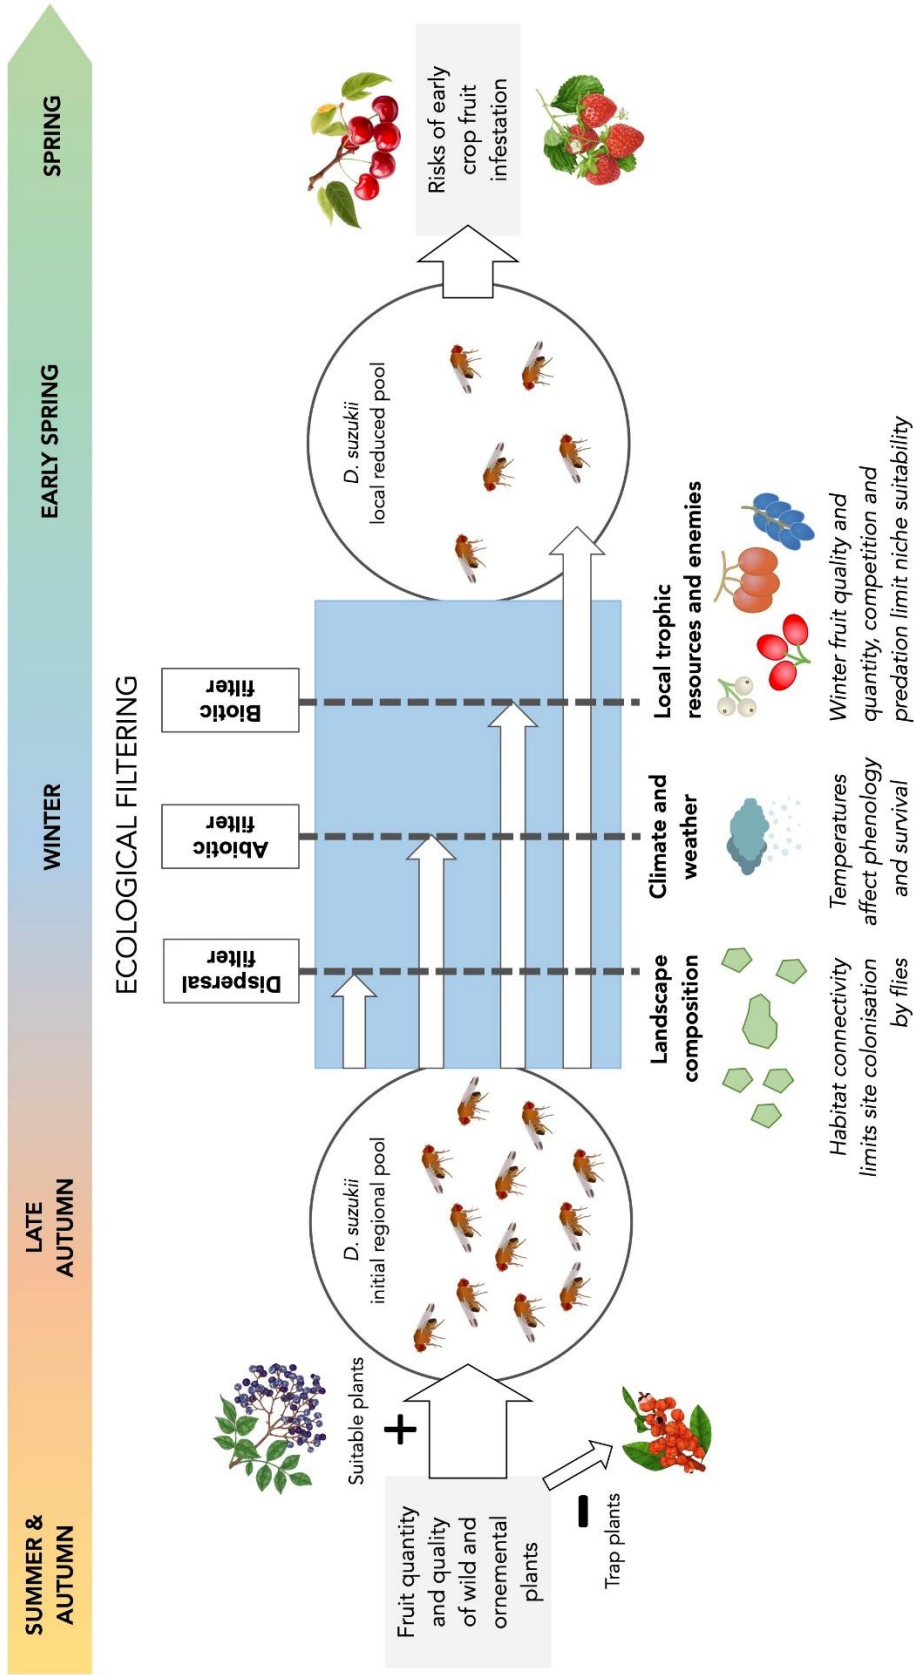 SUMMER &
AUTUMN
LATE
AUTUMN
WINTER
EARLY SPRING
SPRING
ECOLOGICAL FILTERING
Dispersal
filter
Abiotic
filter
Biotic
filter
Suitable plants
+
Fruit quantity
and quality
of wild and
ornemental
plants
-
Trap plants
D. suzukii
initial regional pool
D. suzukii
local reduced pool
Risks of early
crop fruit
infestation
Landscape
composition
Habitat connectivity
limits site colonisation
by flies
Climate and
weather
Temperatures
affect phenology
and survival
Local trophic
resources and enemies
Winter fruit quality and
quantity, competition and
predation limit niche suitability